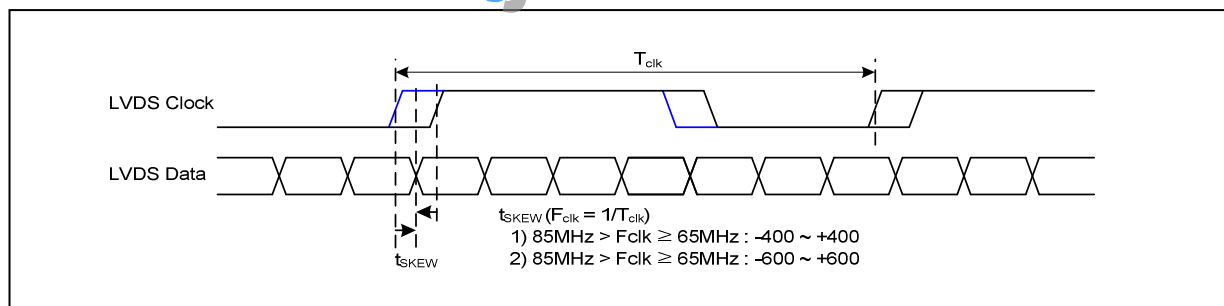 T_clk
LVDS Clock
LVDS Data
t_SKEW (F_clk = 1/T_clk)
1) 85MHz > Fclk ≧ 65MHz : -400 ~ +400
2) 85MHz > Fclk ≧ 65MHz : -600 ~ +600
t_SKEW